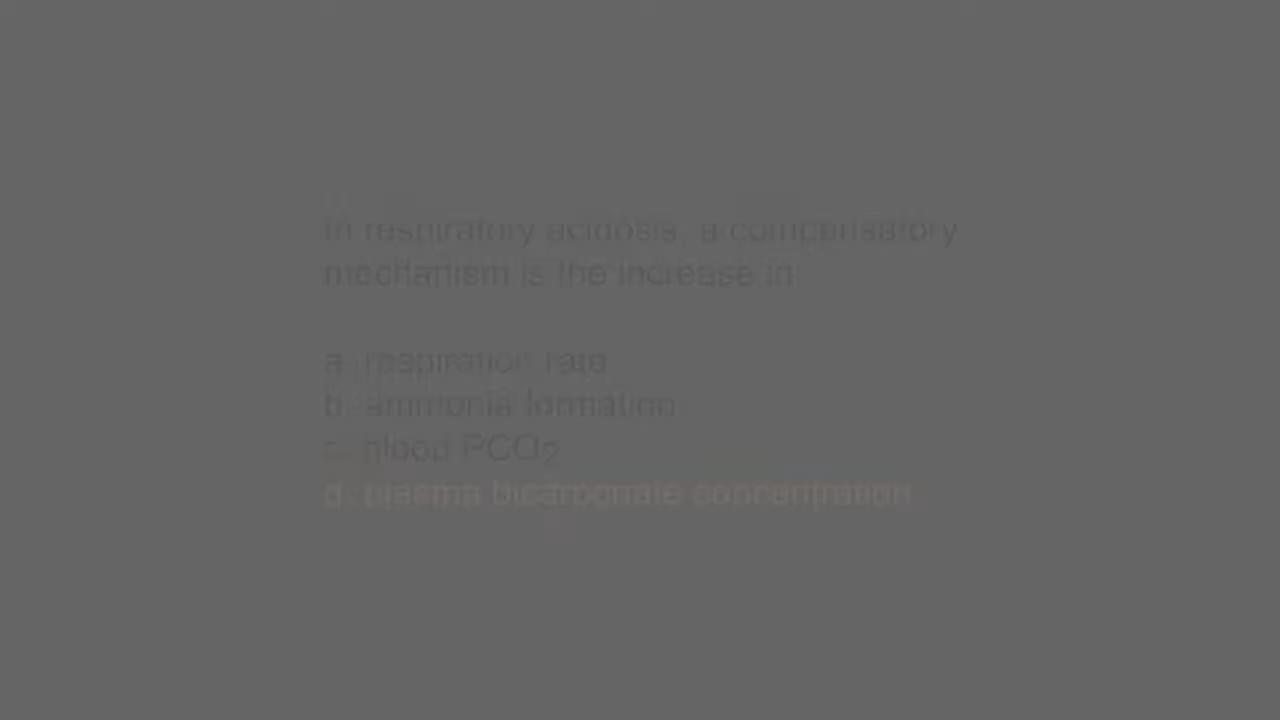 In respiratory acidosis, a compensatory
mechanism is the increase in
a. respiration rate
b. ammonia formation
c. blood PCO₂
d. plasma bicarbonate concentration